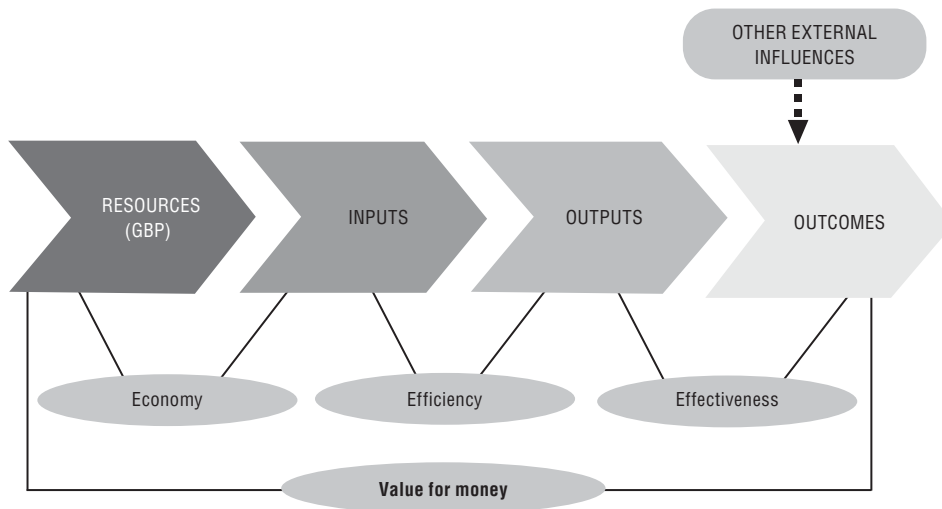 OTHER EXTERNAL
INFLUENCES
RESOURCES
(GBP)
INPUTS
OUTPUTS
OUTCOMES
Economy
Efficiency
Effectiveness
Value for money